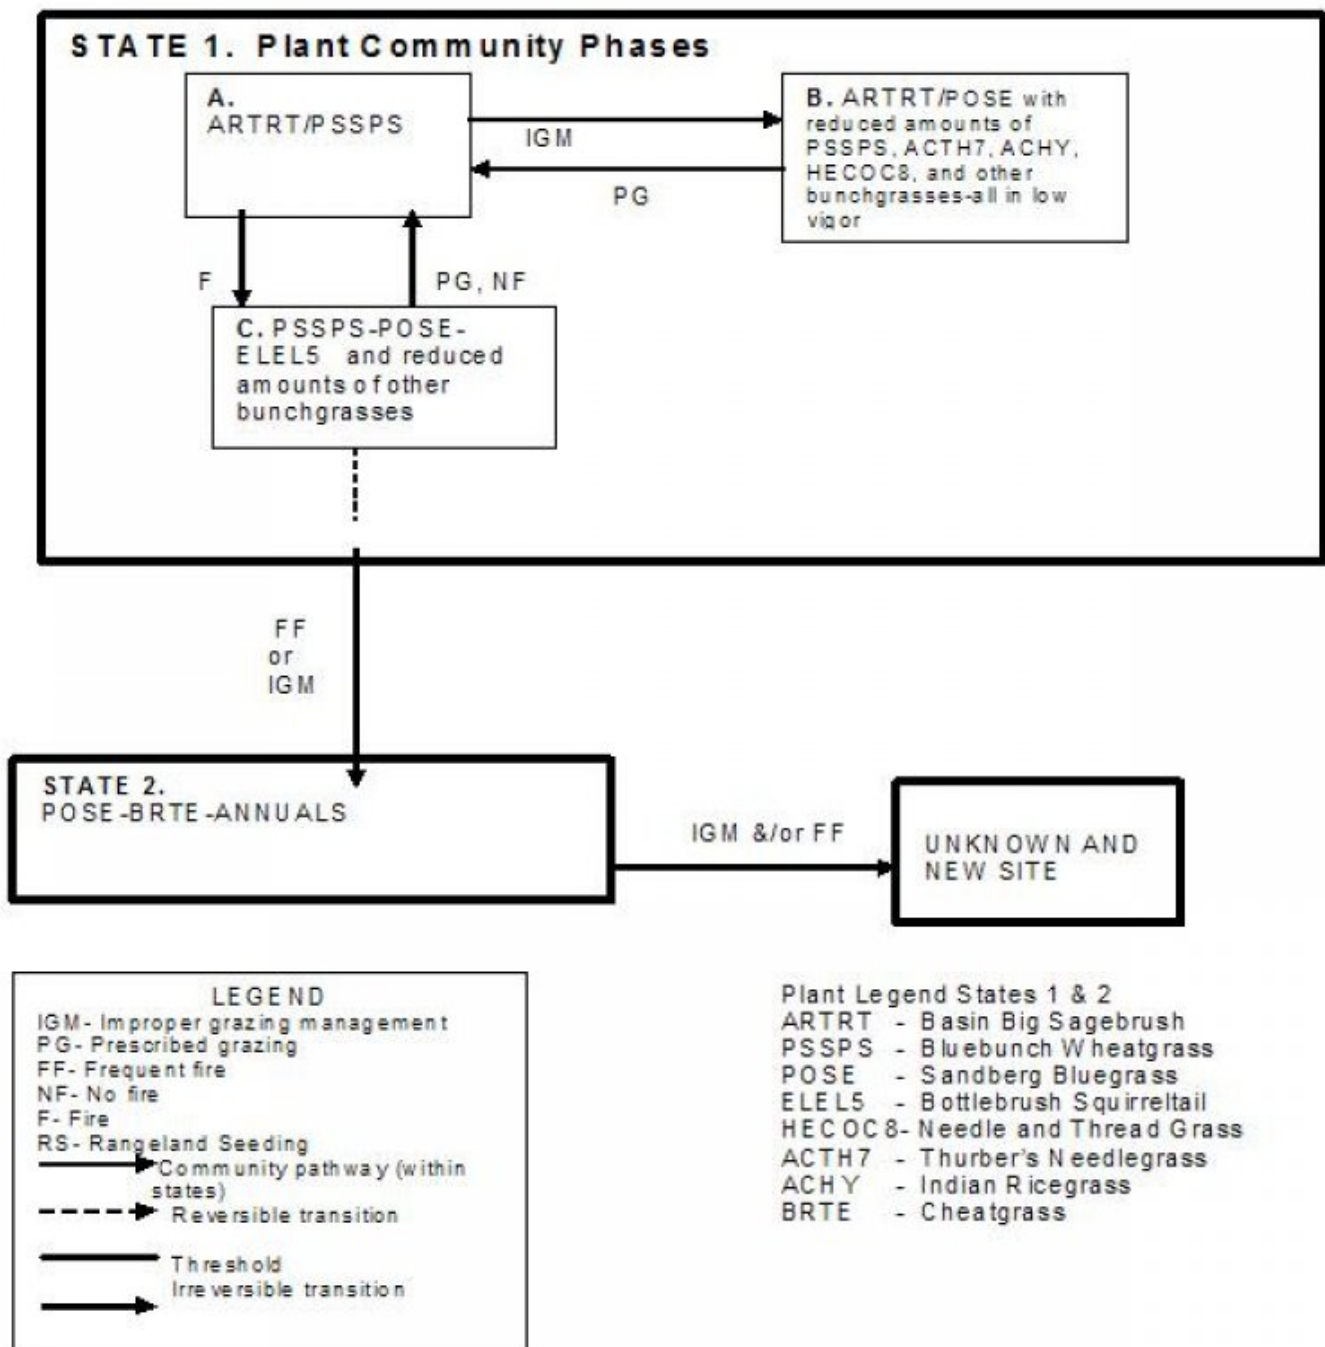 STATE 1. Plant Community Phases
A.
ARTRT/PSSPS
IGM
PG
B. ARTRT/POSE with
reduced amounts of
PSSPS, ACTH7, ACHY,
HECOC8, and other
bunchgrasses-all in low
vigor
F
PG, NF
C. PSSPS-POSE-
ELEL5 and reduced
amounts of other
bunchgrasses
FF
or
IGM
STATE 2.
POSE-BRTE-ANNUALS
IGM &/or FF
UNKNOWN AND
NEW SITE
LEGEND
IGM- Improper grazing management
PG- Prescribed grazing
FF- Frequent fire
NF- No fire
F- Fire
RS- Rangeland Seeding
Community pathway (within
states)
Reversible transition
Threshold
Irreversible transition
Plant Legend States 1 & 2
ARTRT - Basin Big Sagebrush
PSSPS - Bluebunch Wheatgrass
POSE - Sandberg Bluegrass
ELEL5 - Bottlebrush Squirreltail
HECOC8- Needle and Thread Grass
ACTH7 - Thurber's Needlegrass
ACHY - Indian Ricegrass
BRTE - Cheatgrass